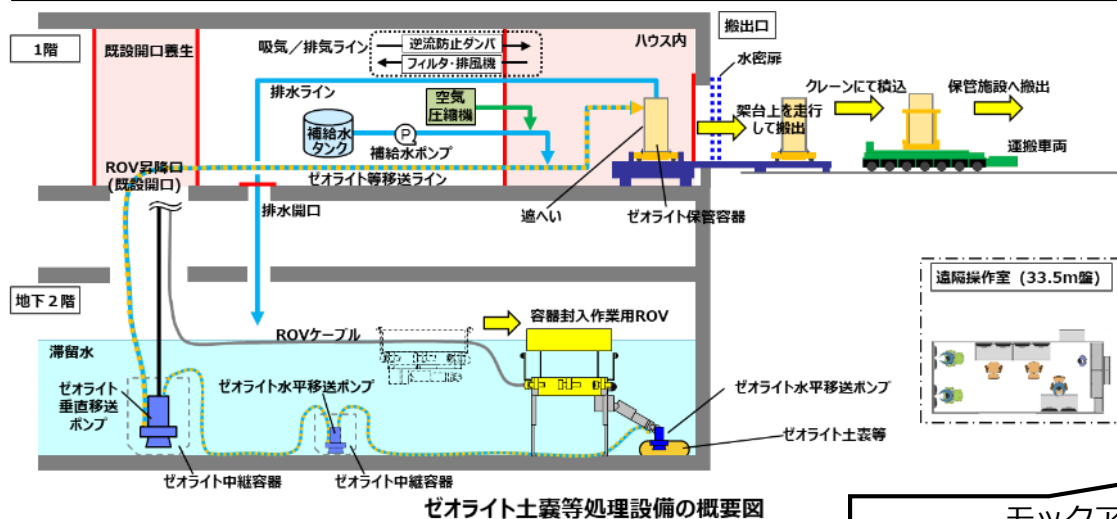 1階
既設開口養生
吸気／排気ライン
逆流防止ダンパ
フィルタ・排風機
ハウス内
搬出口
水密扉
排水ライン
空気
圧縮機
補給水
タンク
P
補給水ポンプ
クレーンにて積込
保管施設へ搬出
架台上を走行
して搬出
運搬車両
ROV昇降口
(既設開口)
ゼオライト等移送ライン
排水開口
遮へい
ゼオライト保管容器
地下２階
ROVケーブル
容器封入作業用ROV
遠隔操作室 (33.5m盤)
滞留水
ゼオライト
垂直移送
ポンプ
ゼオライト水平移送ポンプ
ゼオライト水平移送ポンプ
ゼオライト土嚢等
ゼオライト中継容器
ゼオライト中継容器
ゼオライト土嚢等処理設備の概要図